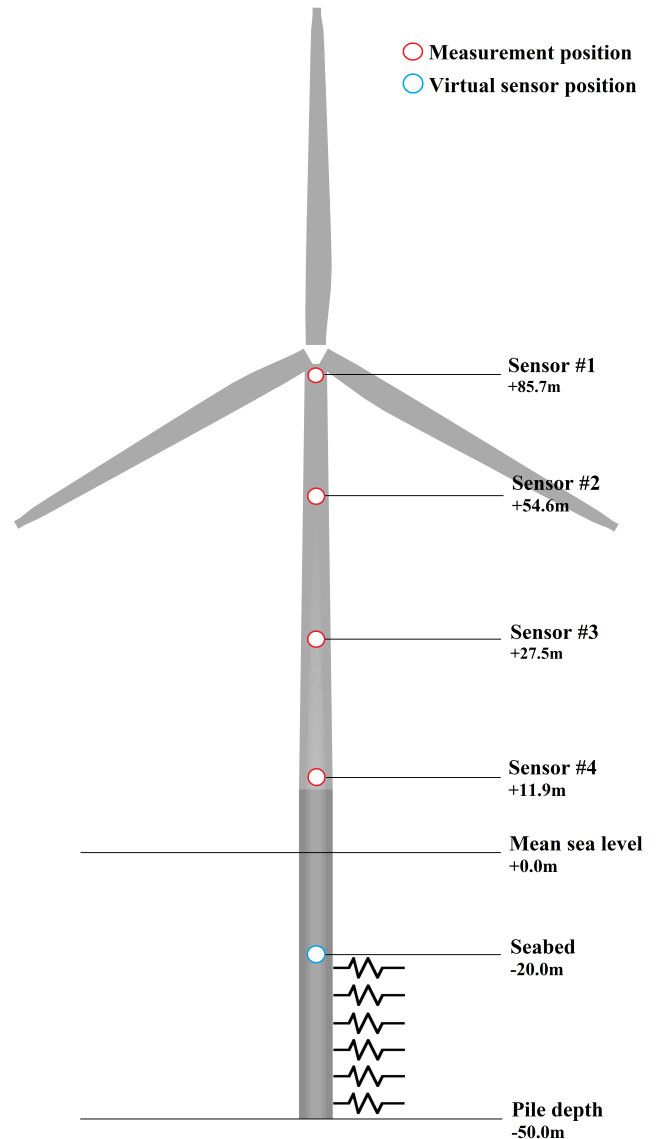 Measurement position
Virtual sensor position
Sensor #1
+85.7m
Sensor #2
+54.6m
Sensor #3
+27.5m
Sensor #4
+11.9m
Mean sea level
+0.0m
Seabed
-20.0m
Pile depth
-50.0m